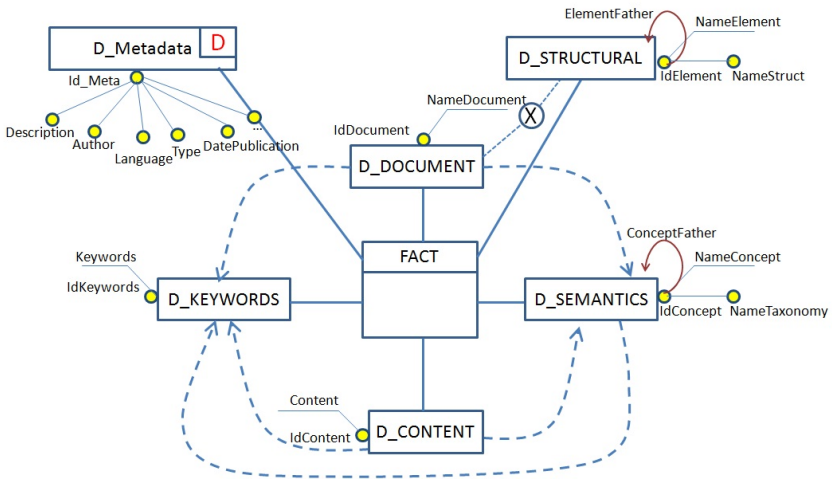 ElementFather
NameElement
D_Metadata
D
D_STRUCTURAL
Id_Meta
IdElement
NameStruct
NameDocument
X
Description
Author
Language
Type
DatePublication
...
IdDocument
D_DOCUMENT
ConceptFather
Keywords
FACT
NameConcept
IdKeywords
D_KEYWORDS
D_SEMANTICS
IdConcept
NameTaxonomy
Content
IdContent
D_CONTENT